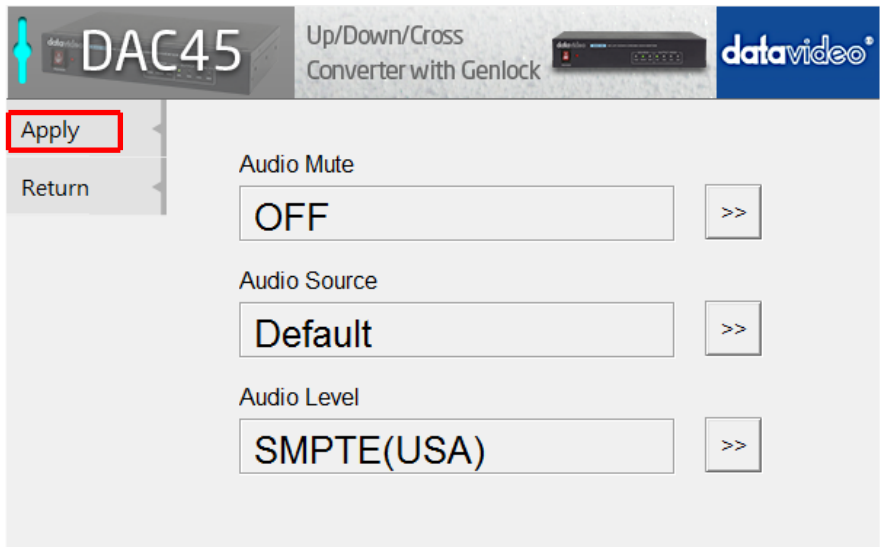 DAC45
Up/Down/Cross
Converter with Genlock
datavideo
Apply
Return
Audio Mute
OFF
>>
Audio Source
Default
>>
Audio Level
SMPTE(USA)
>>